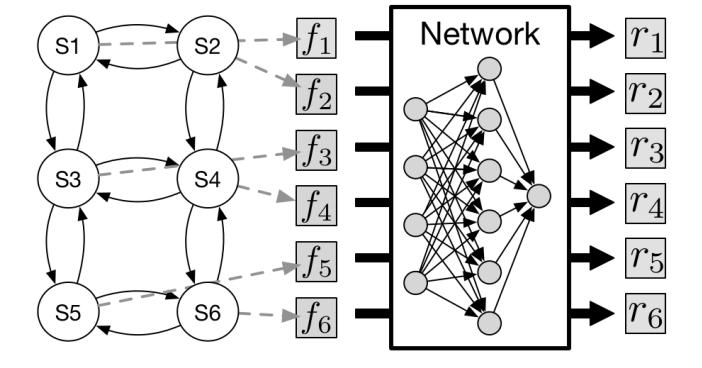 S1 S2 f₁ Network r₁
f₂ r₂
S3 S4 f₃ r₃
f₄ r₄
S5 f₅ r₅
S6 f₆ r₆